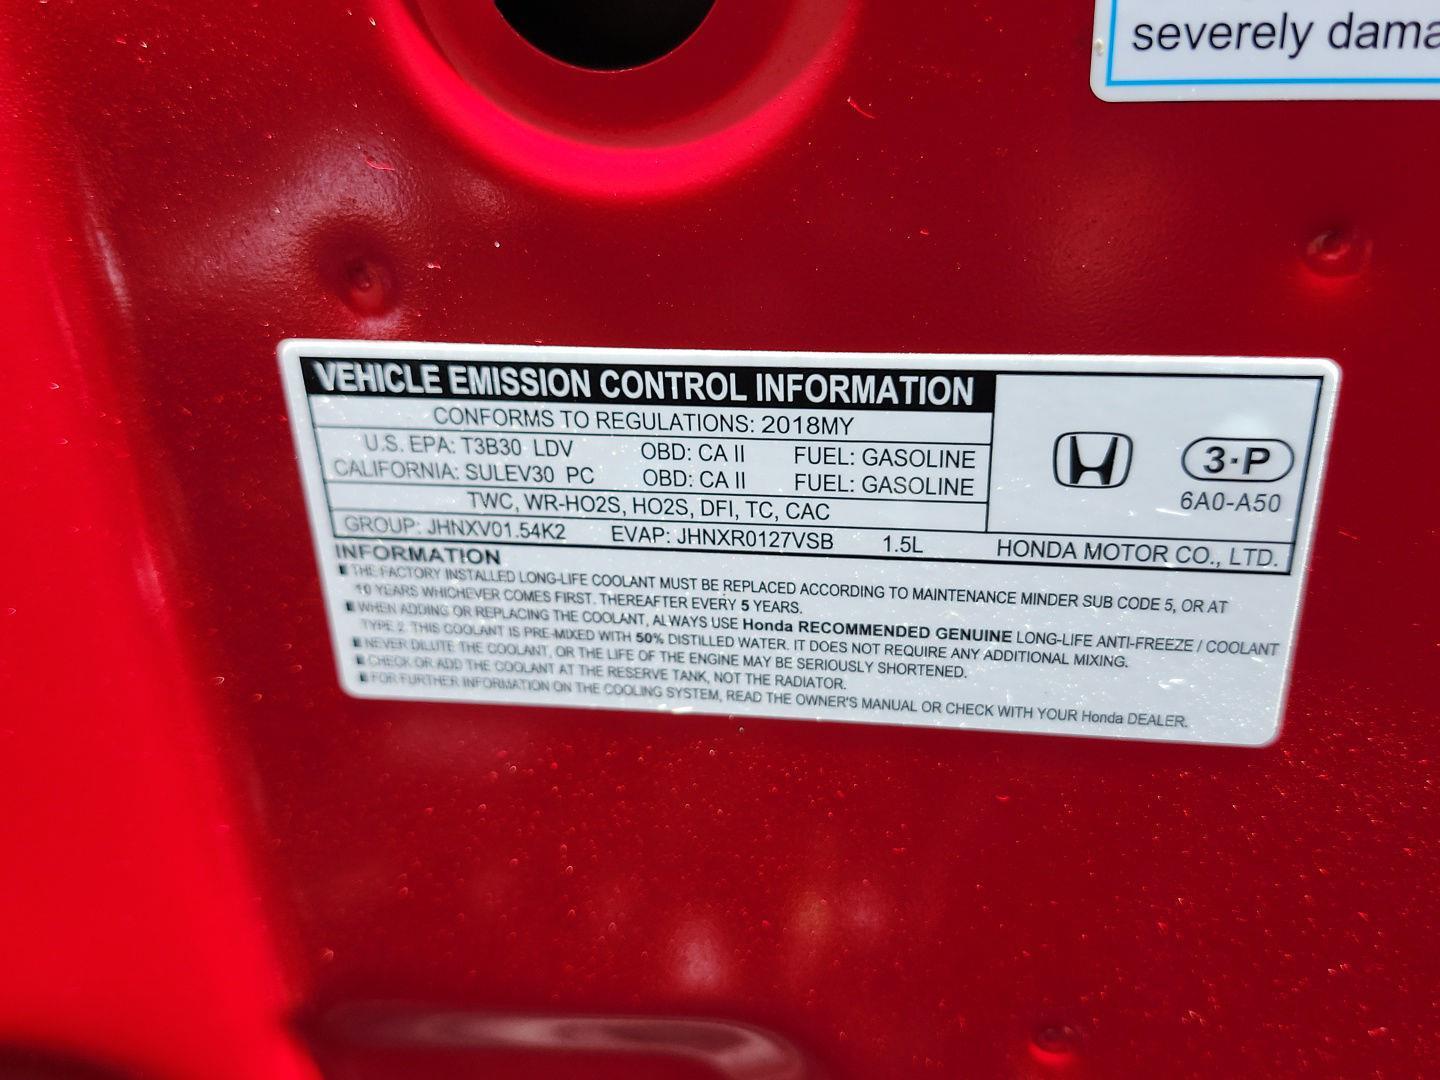 severely dama
VEHICLE EMISSION CONTROL INFORMATION
CONFORMS TO REGULATIONS: 2018MY
U.S. EPA: T3B30 LDV OBD: CA II FUEL: GASOLINE
CALIFORNIA: SULEV30 PC OBD: CA II FUEL: GASOLINE
TWC, WR-HO2S, HO2S, DFI, TC, CAC
GROUP: JHNXV01.54K2 EVAP: JHNXR0127VSB 1.5L
3·P
6A0-A50
HONDA MOTOR CO., LTD.
INFORMATION
THE FACTORY INSTALLED LONG-LIFE COOLANT MUST BE REPLACED ACCORDING TO MAINTENANCE MINDER SUB CODE 5, OR AT
10 YEARS WHICHEVER COMES FIRST. THEREAFTER EVERY 5 YEARS.
WHEN ADDING OR REPLACING THE COOLANT, ALWAYS USE Honda RECOMMENDED GENUINE LONG-LIFE ANTI-FREEZE / COOLANT
TYPE 2. THIS COOLANT IS PRE-MIXED WITH 50% DISTILLED WATER. IT DOES NOT REQUIRE ANY ADDITIONAL MIXING.
NEVER DILUTE THE COOLANT, OR THE LIFE OF THE ENGINE MAY BE SERIOUSLY SHORTENED.
CHECK OR ADD THE COOLANT AT THE RESERVE TANK, NOT THE RADIATOR.
FOR FURTHER INFORMATION ON THE COOLING SYSTEM, READ THE OWNER'S MANUAL OR CHECK WITH YOUR Honda DEALER.